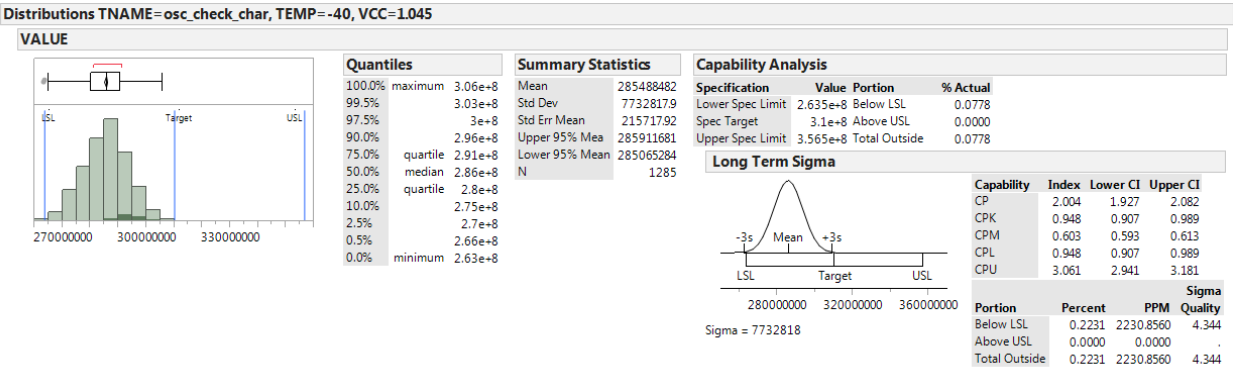 Distributions TNAME=osc_check_char, TEMP=-40, VCC=1.045
VALUE
LSL Target USL
270000000 300000000 330000000
Quantiles
100.0% maximum 3.06e+8
99.5% 3.03e+8
97.5% 3e+8
90.0% 2.96e+8
75.0% quartile 2.91e+8
50.0% median 2.86e+8
25.0% quartile 2.8e+8
10.0% 2.75e+8
2.5% 2.7e+8
0.5% 2.66e+8
0.0% minimum 2.63e+8
Summary Statistics
Mean 285488482
Std Dev 7732817.9
Std Err Mean 215717.92
Upper 95% Mea 285911681
Lower 95% Mean 285065284
N 1285
Capability Analysis
Specification Value Portion % Actual
Lower Spec Limit 2.635e+8 Below LSL 0.0778
Spec Target 3.1e+8 Above USL 0.0000
Upper Spec Limit 3.565e+8 Total Outside 0.0778
Long Term Sigma
-3s Mean +3s
LSL Target USL
280000000 320000000 360000000
Sigma = 7732818
Capability Index Lower CI Upper CI
CP 2.004 1.927 2.082
CPK 0.948 0.907 0.989
CPM 0.603 0.593 0.613
CPL 0.948 0.907 0.989
CPU 3.061 2.941 3.181
Sigma
Portion Percent PPM Quality
Below LSL 0.2231 2230.8560 4.344
Above USL 0.0000 0.0000 .
Total Outside 0.2231 2230.8560 4.344